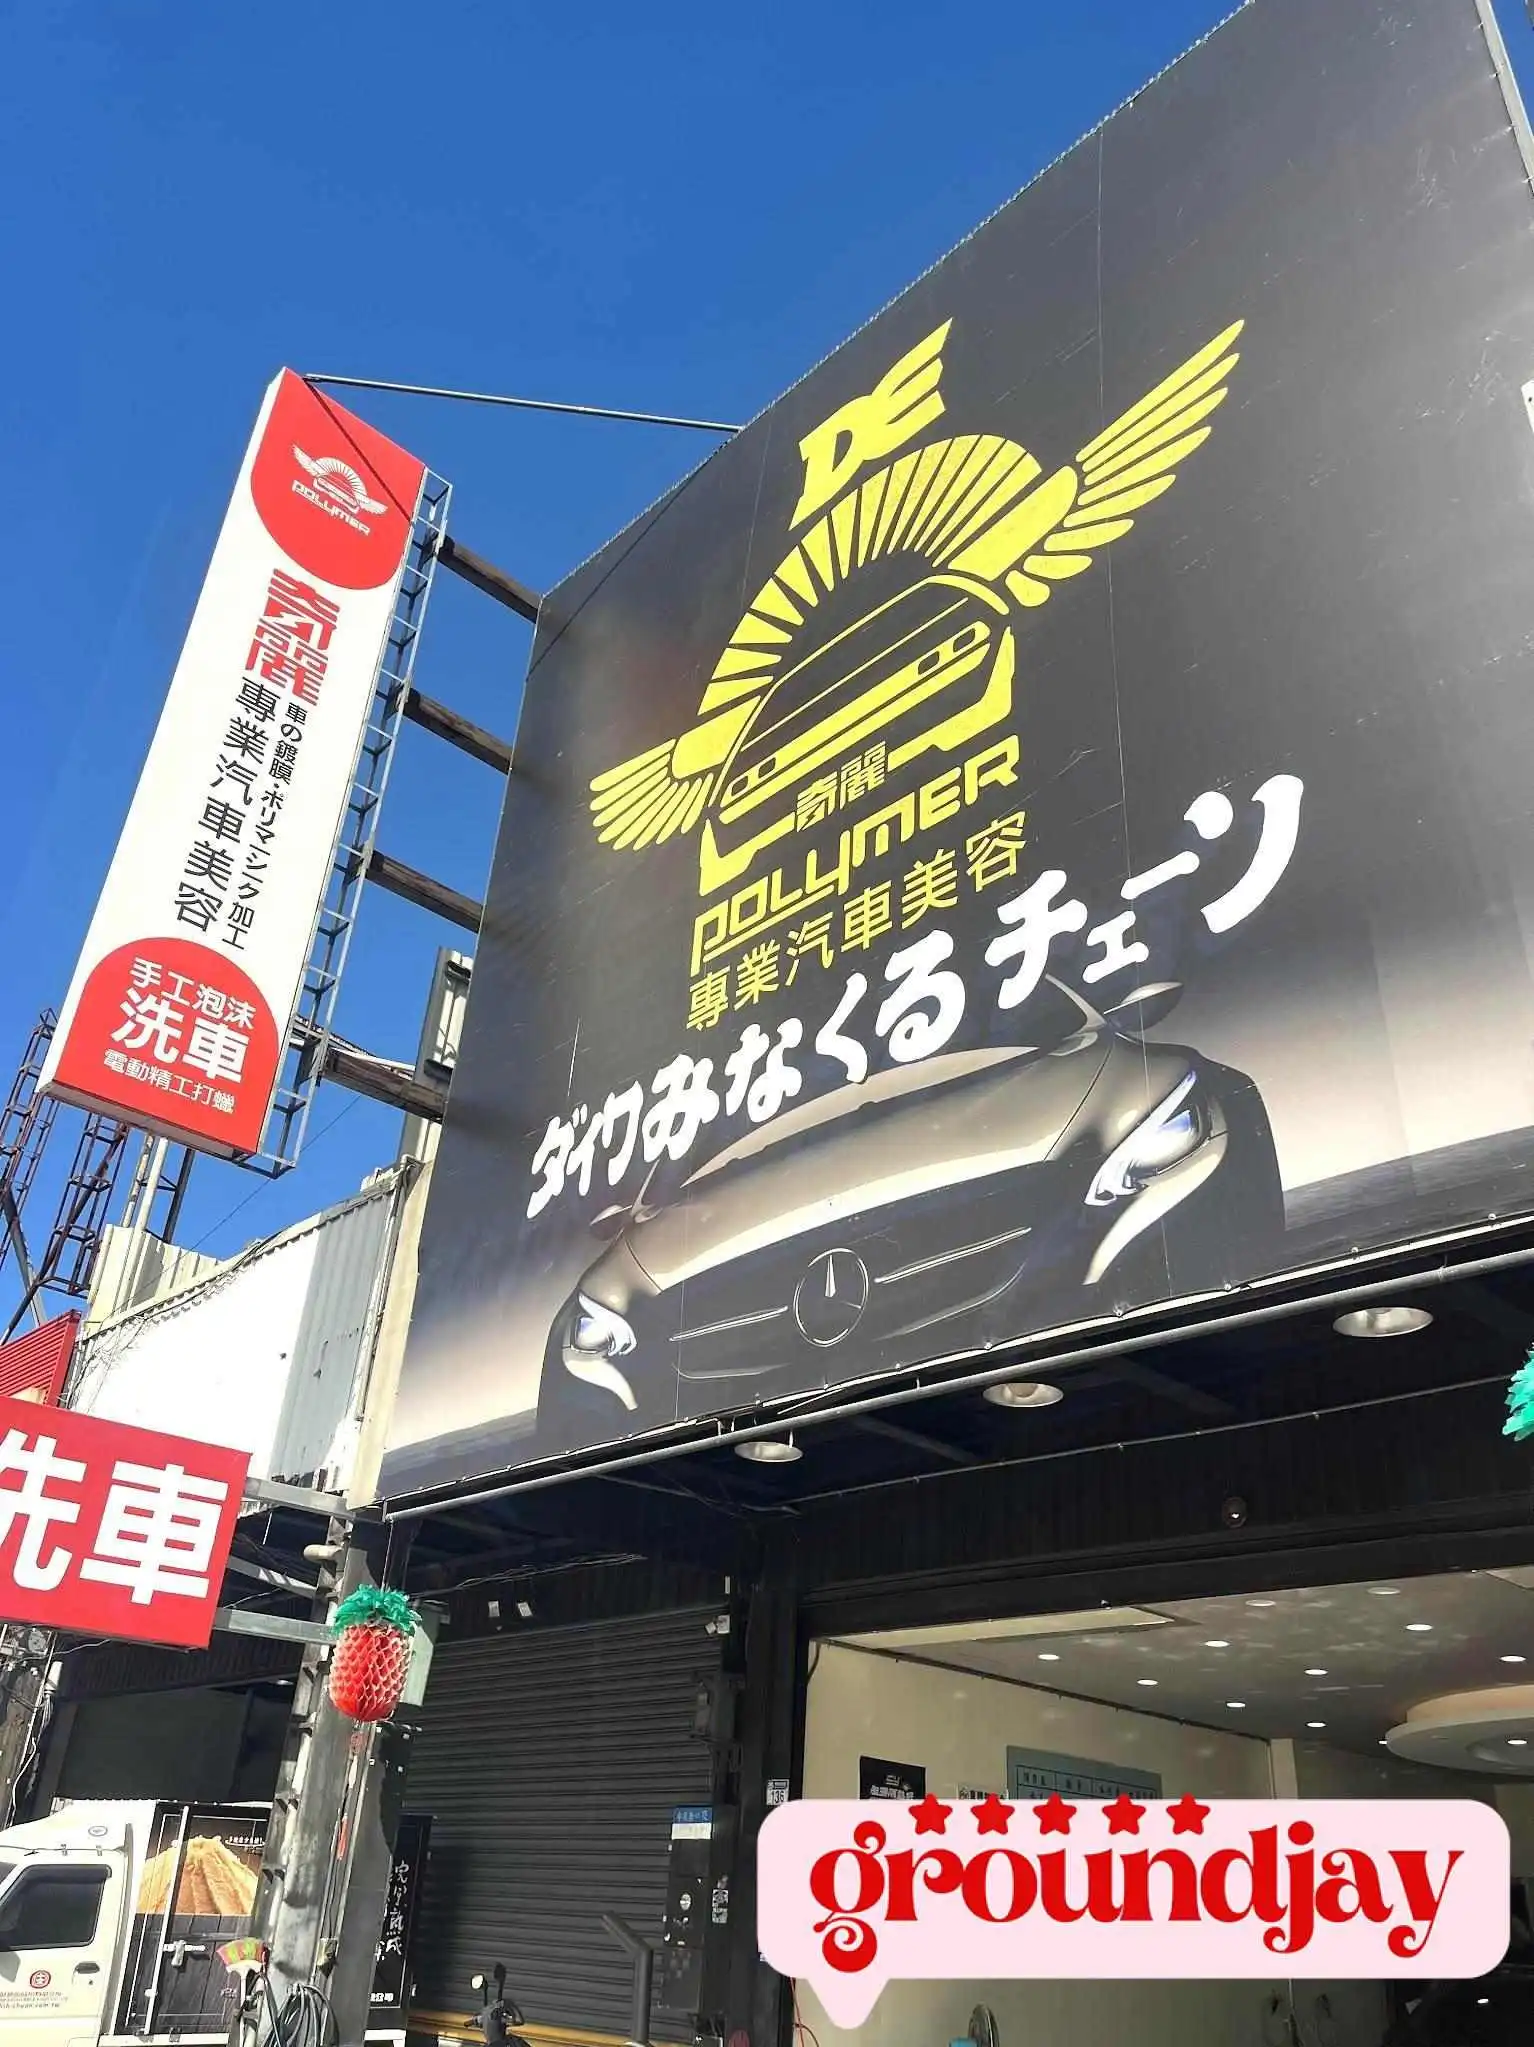 DE
奇麗
POLYMER
專業汽車美容
ダイワみなくるチェーン
POLYMER
奇麗
車の鍍膜・ポリマーシンク加工
專業汽車美容
手工泡沫
洗車
電動精工打蠟
洗車
136
groundjay